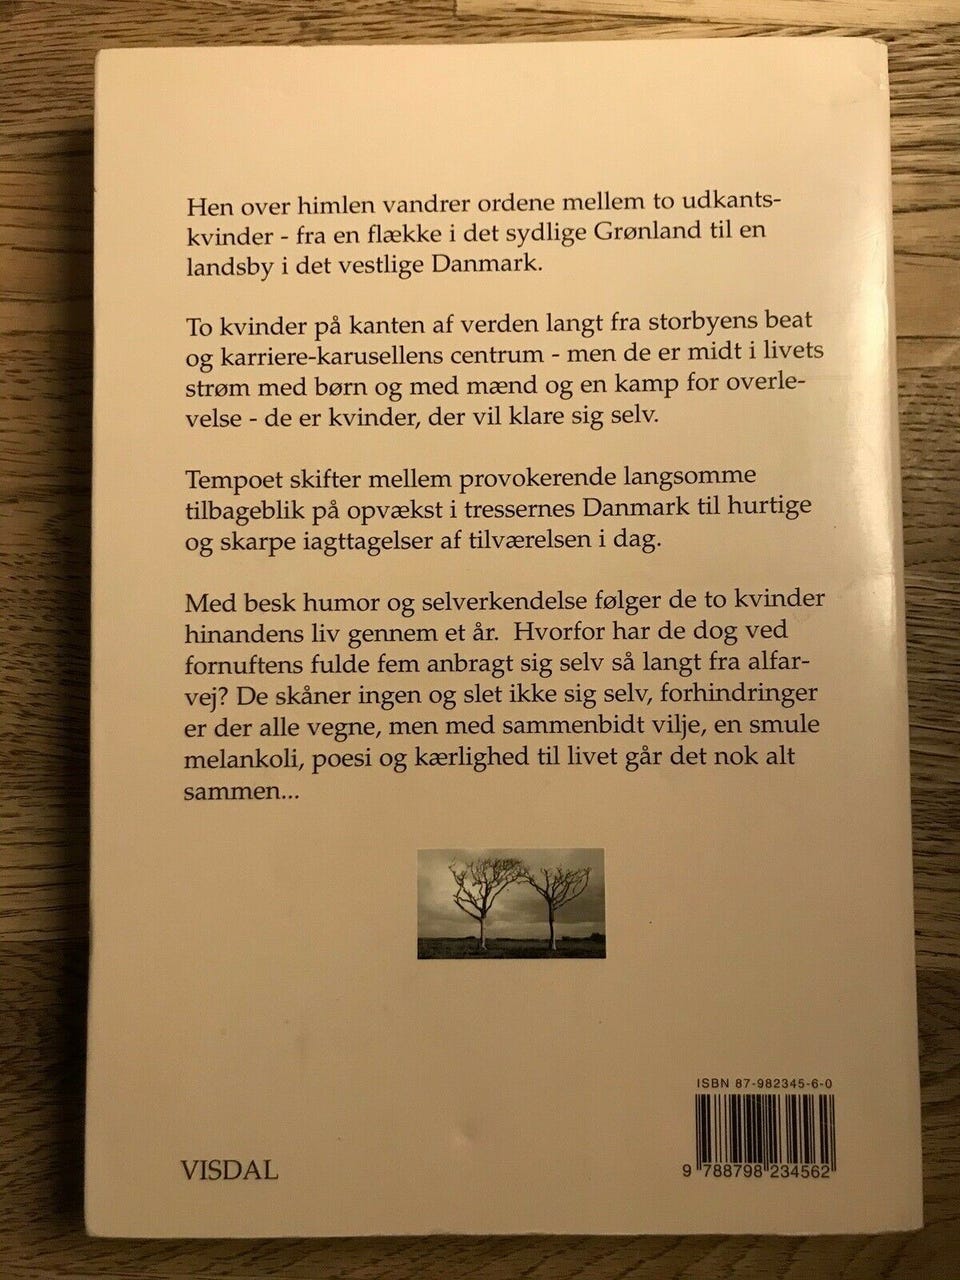 Hen over himlen vandrer ordene mellem to udkants-
kvinder - fra en flække i det sydlige Grønland til en
landsby i det vestlige Danmark.
To kvinder på kanten af verden langt fra storbyens beat
og karriere-karusellens centrum - men de er midt i livets
strøm med børn og med mænd og en kamp for overle-
velse - de er kvinder, der vil klare sig selv.
Tempoet skifter mellem provokerende langsomme
tilbageblik på opvækst i tressernes Danmark til hurtige
og skarpe iagttagelser af tilværelsen i dag.
Med besk humor og selverkendelse følger de to kvinder
hinandens liv gennem et år.  Hvorfor har de dog ved
fornuftens fulde fem anbragt sig selv så langt fra alfar-
vej? De skåner ingen og slet ikke sig selv, forhindringer
er der alle vegne, men med sammenbidt vilje, en smule
melankoli, poesi og kærlighed til livet går det nok alt
sammen...
ISBN 87-982345-6-0
9 788798 234562
VISDAL